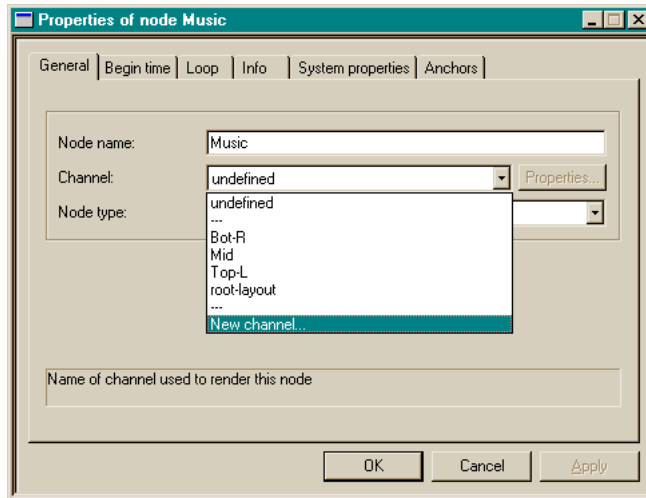 Properties of node Music
General Begin time Loop Info System properties Anchors
Node name: Music
Channel: undefined Properties...
Node type:
undefined
---
Bot-R
Mid
Top-L
root-layout
---
New channel...
Name of channel used to render this node
OK Cancel Apply